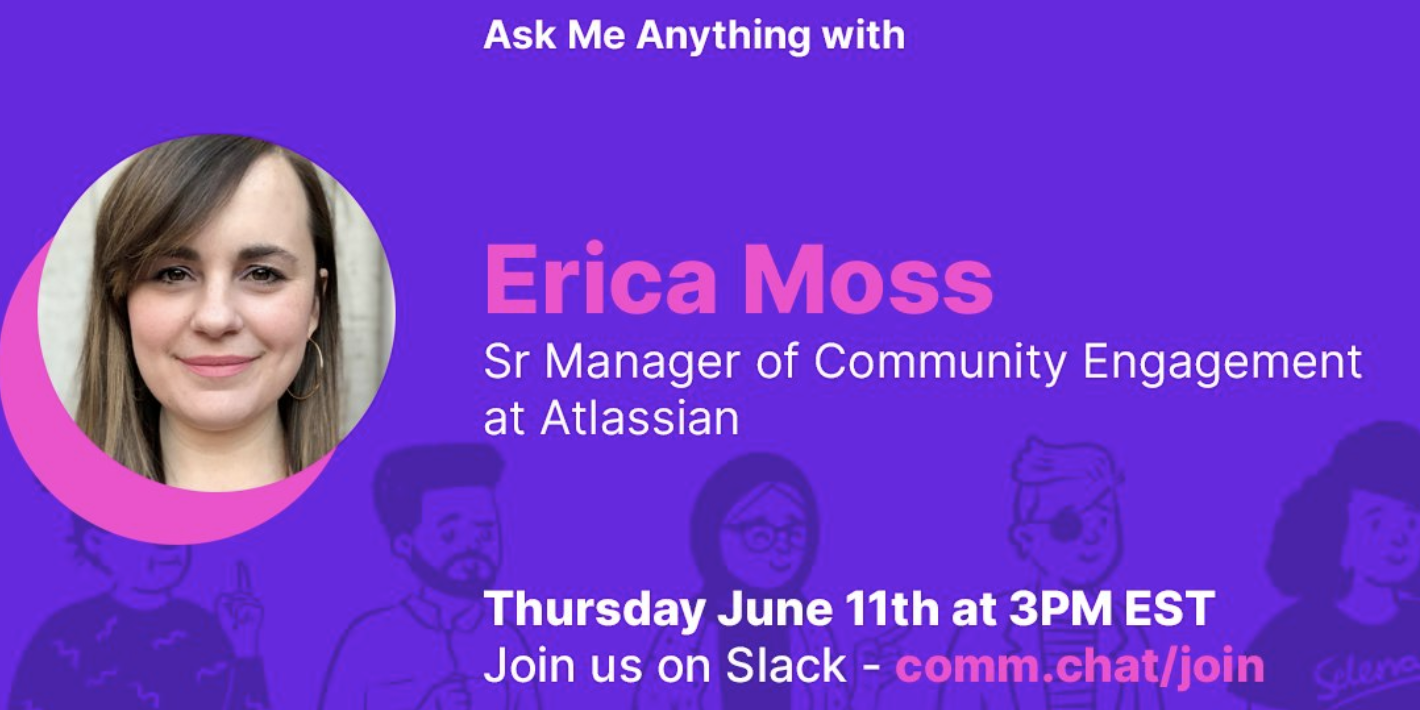 Ask Me Anything with
Erica Moss
Sr Manager of Community Engagement
at Atlassian
Thursday June 11th at 3PM EST
Join us on Slack - comm.chat/join
Selena